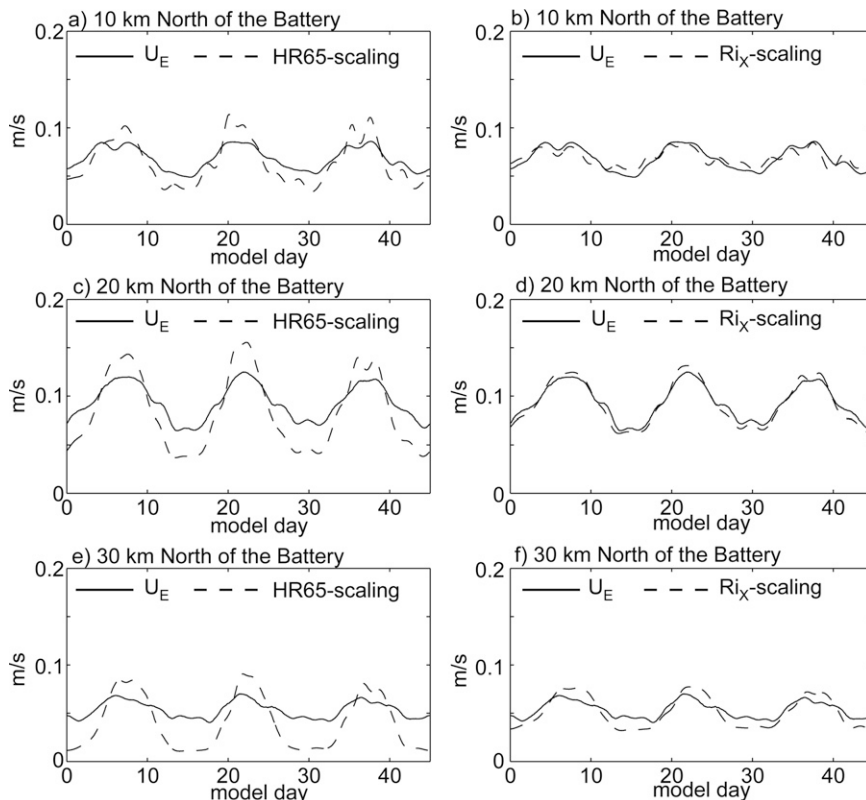 a) 10 km North of the Battery
U_E HR65-scaling
0.2
0.1
0
m/s
0 10 20 30 40
model day
b) 10 km North of the Battery
U_E Ri_X-scaling
0.2
0.1
0
m/s
0 10 20 30 40
model day
c) 20 km North of the Battery
U_E HR65-scaling
0.2
0.1
0
m/s
0 10 20 30 40
model day
d) 20 km North of the Battery
U_E Ri_X-scaling
0.2
0.1
0
m/s
0 10 20 30 40
model day
e) 30 km North of the Battery
U_E HR65-scaling
0.2
0.1
0
m/s
0 10 20 30 40
model day
f) 30 km North of the Battery
U_E Ri_X-scaling
0.2
0.1
0
m/s
0 10 20 30 40
model day